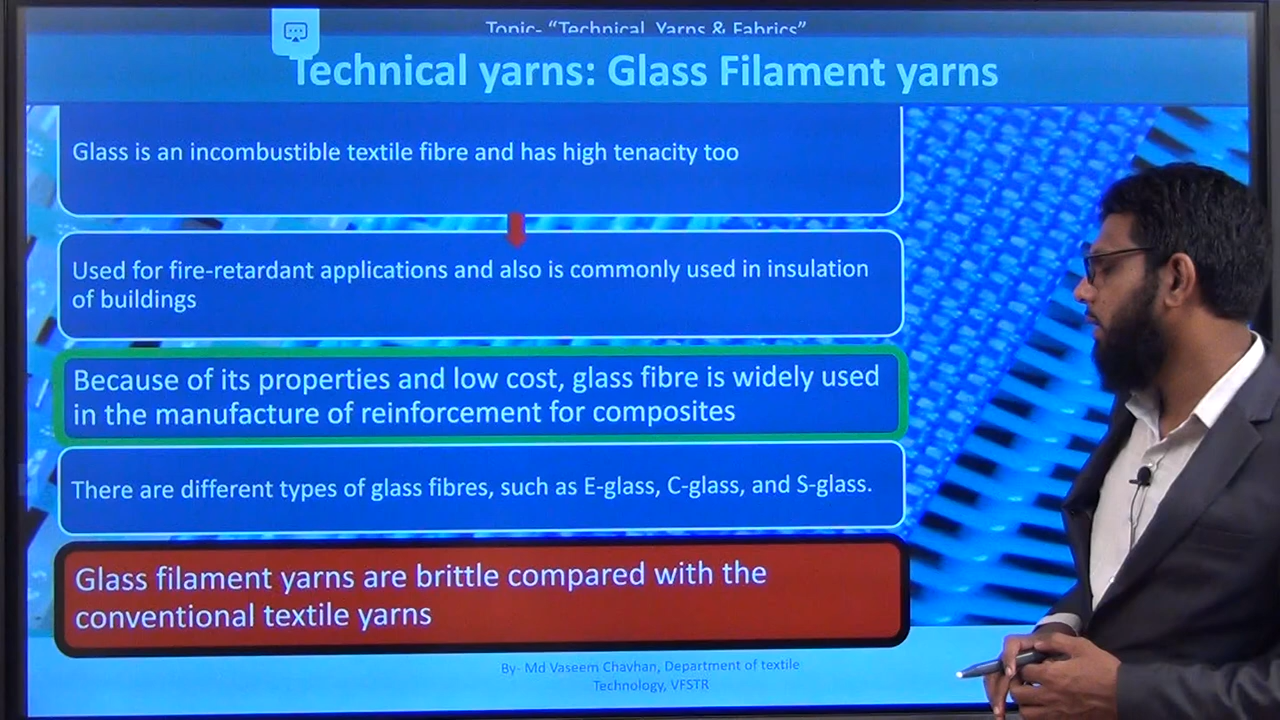 Topic- “Technical Yarns & Fabrics”
Technical yarns: Glass Filament yarns
Glass is an incombustible textile fibre and has high tenacity too
Used for fire-retardant applications and also is commonly used in insulation
of buildings
Because of its properties and low cost, glass fibre is widely used
in the manufacture of reinforcement for composites
There are different types of glass fibres, such as E-glass, C-glass, and S-glass.
Glass filament yarns are brittle compared with the
conventional textile yarns
By- Md Vaseem Chavhan, Department of textile
Technology, VFSTR